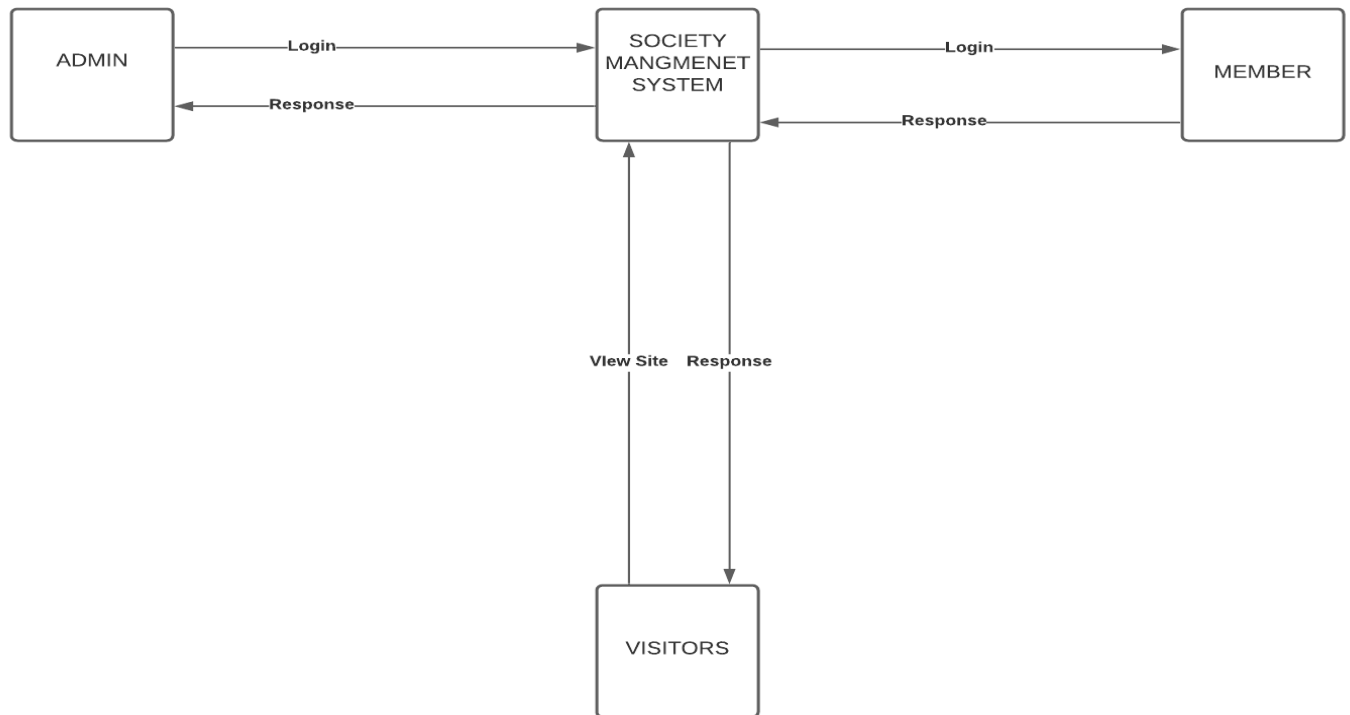 ADMIN
Login
Response
SOCIETY
MANGMENET
SYSTEM
Login
Response
MEMBER
VIew Site
Response
VISITORS